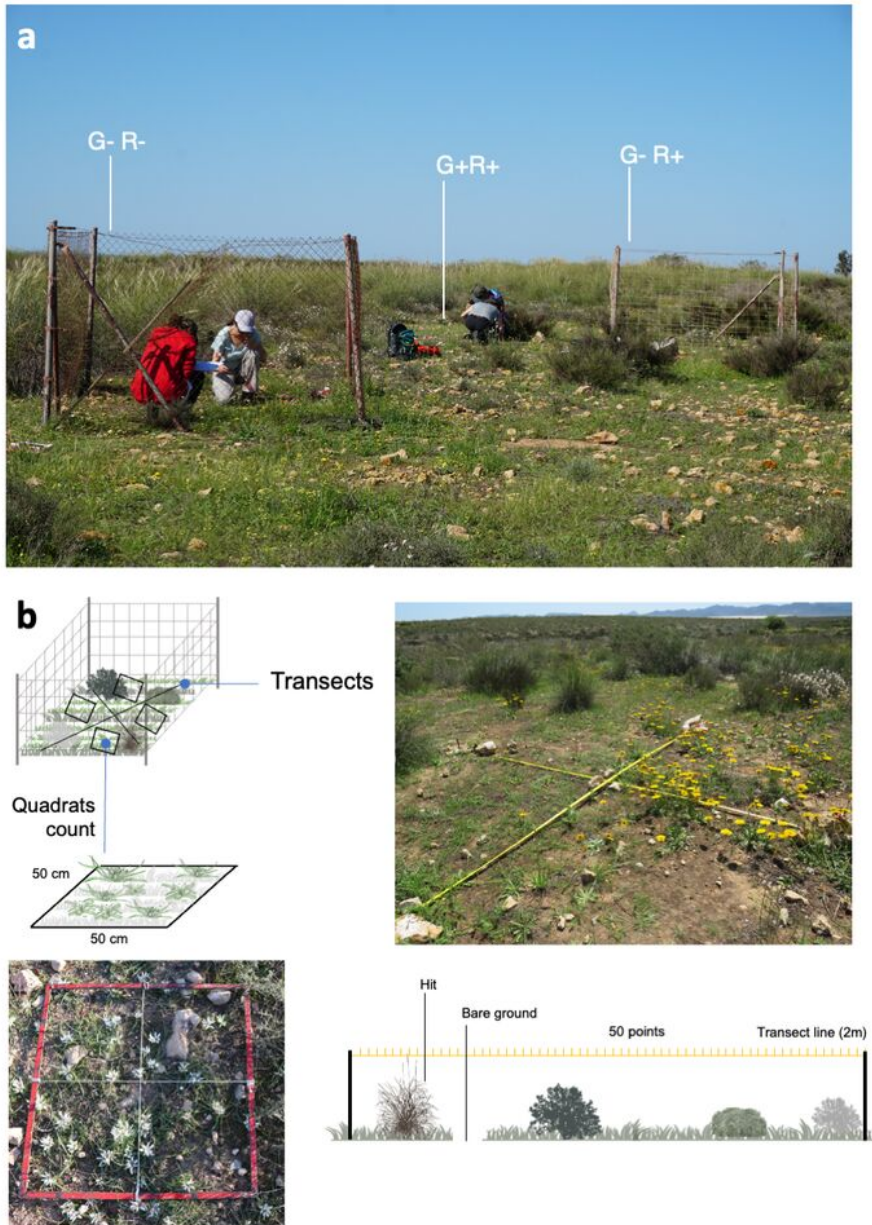 a
G- R-
G+R+
G- R+
b
Transects
Quadrats
count
50 cm
50 cm
Hit
Bare ground
50 points
Transect line (2m)